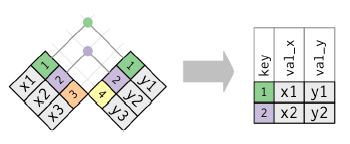 1 1
x1 2 2 y1
x2 3 4 y2
x3 y3
key val_x val_y
1 x1 y1
2 x2 y2